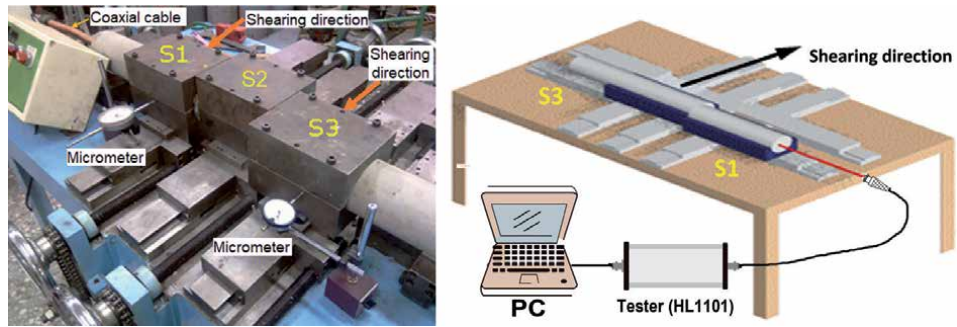 Coaxial cable
Shearing direction
S1
Shearing
direction
S2
S3
Micrometer
Micrometer
Shearing direction
S3
S1
PC
Tester (HL1101)